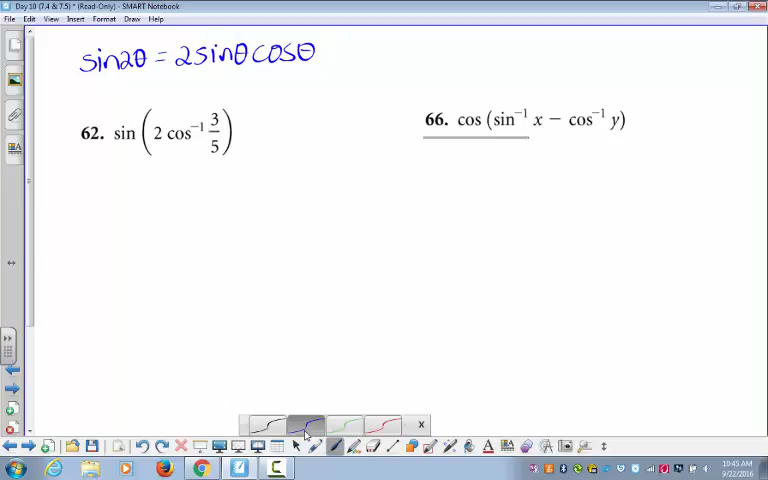 Day 10 (7.4 & 7.5) * (Read-Only) - SMART Notebook
File Edit View Insert Format Draw Help
sin2θ = 2sinθcosθ
62. sin (2 cos⁻¹ 3/5)
66. cos (sin⁻¹ x − cos⁻¹ y)
10:45 AM
9/22/2016